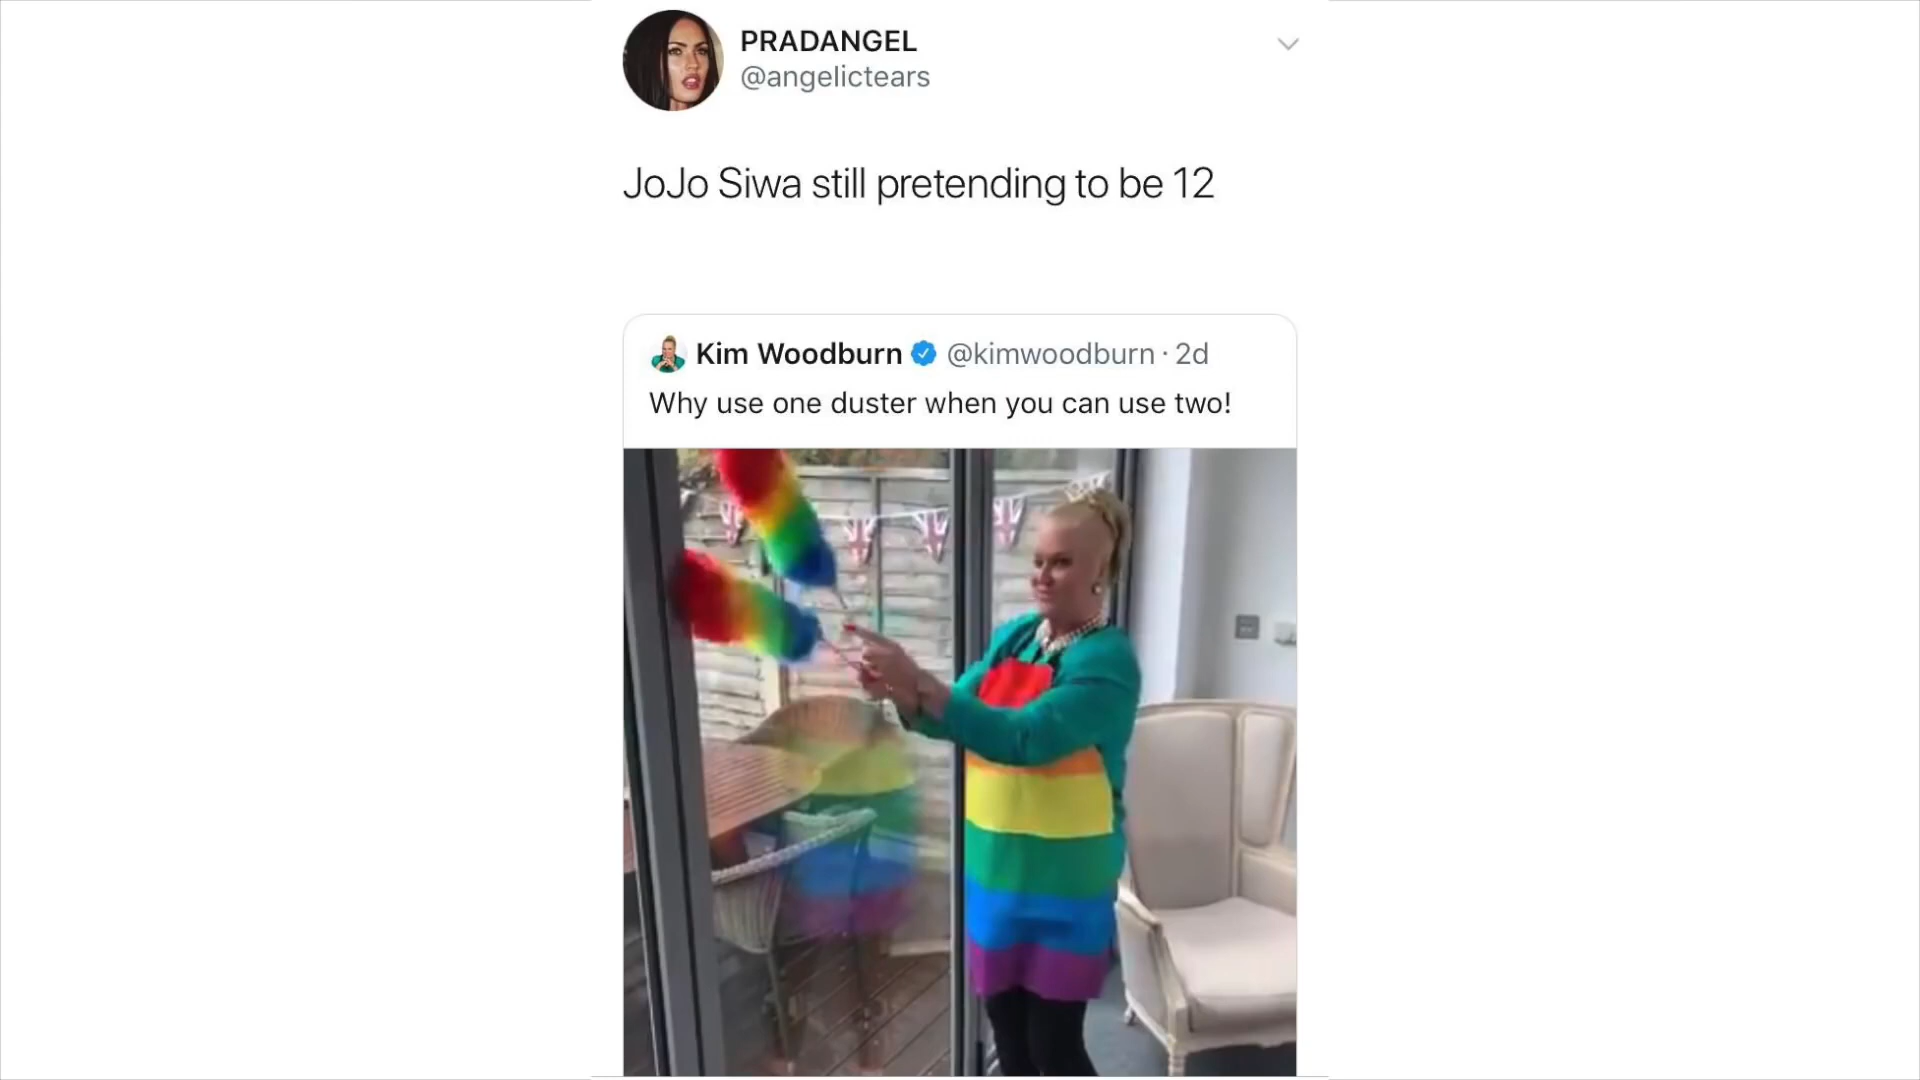 PRADANGEL
@angelictears
JoJo Siwa still pretending to be 12
Kim Woodburn @kimwoodburn · 2d
Why use one duster when you can use two!